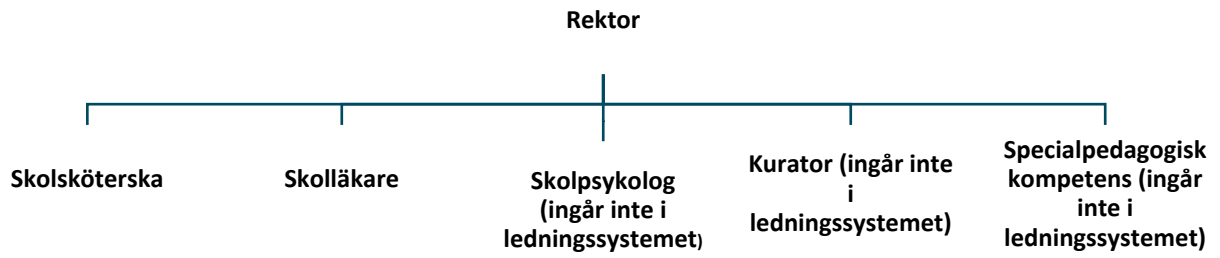 Rektor
Skolsköterska
Skolläkare
Skolpsykolog
(ingår inte i
ledningssystemet)
Kurator (ingår inte
i
ledningssystemet)
Specialpedagogisk
kompetens (ingår
inte i
ledningssystemet)